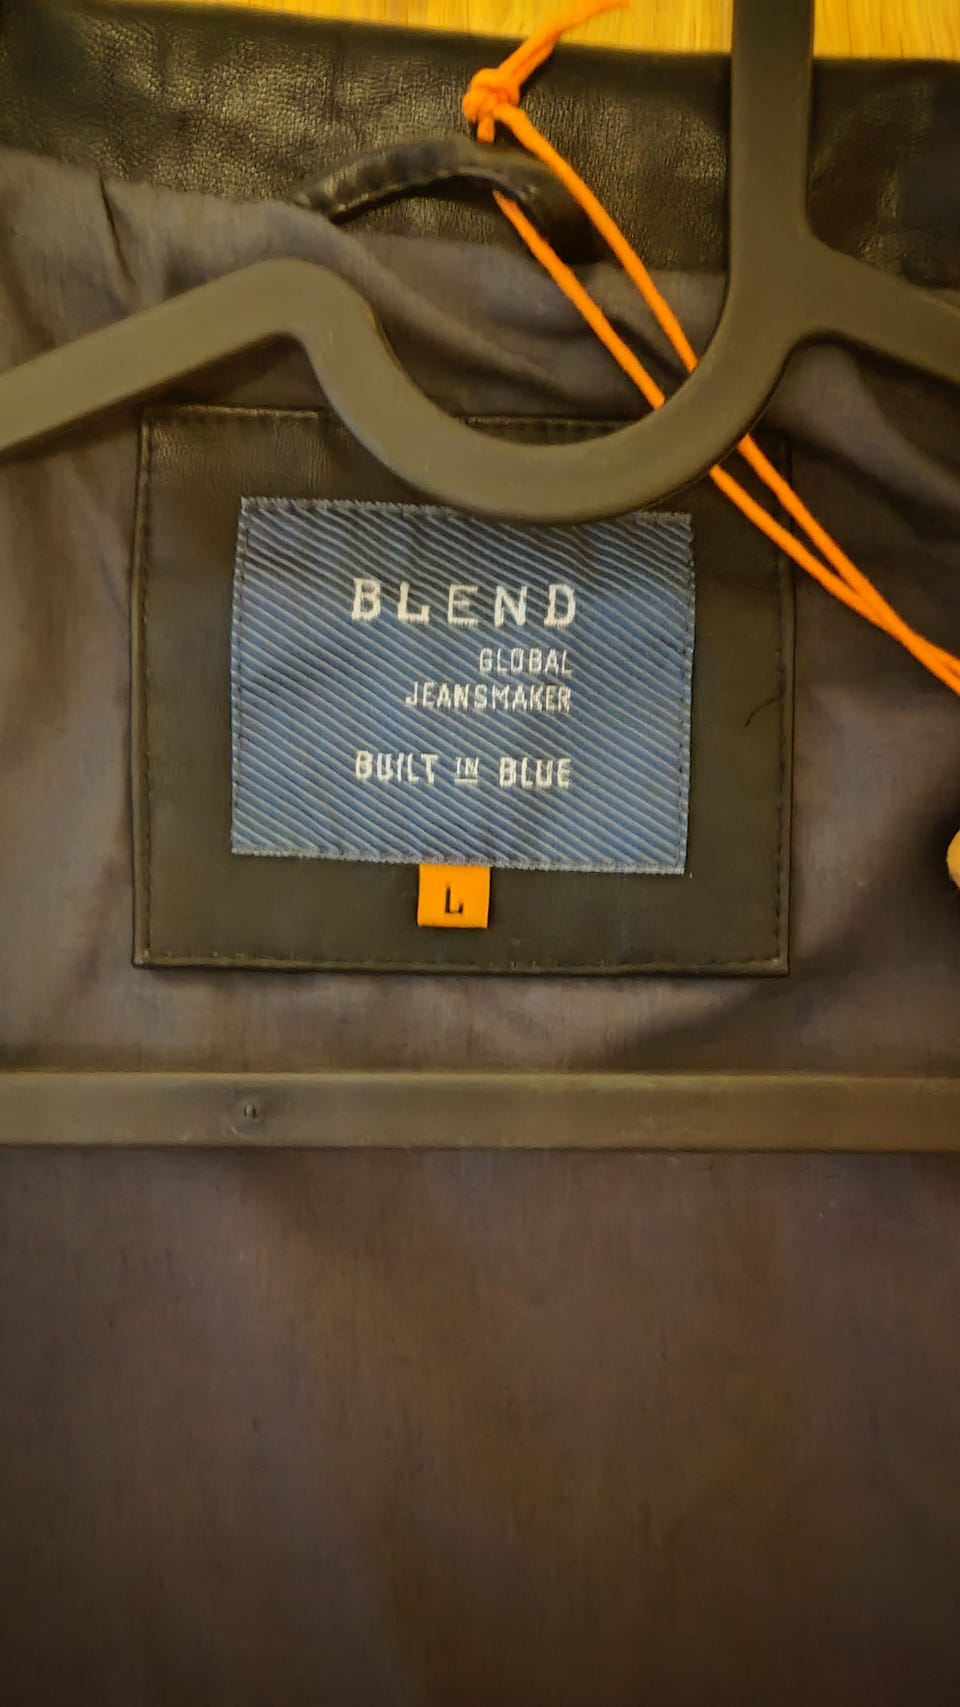 BLEND
GLOBAL
JEANSMAKER
BUILT IN BLUE
L